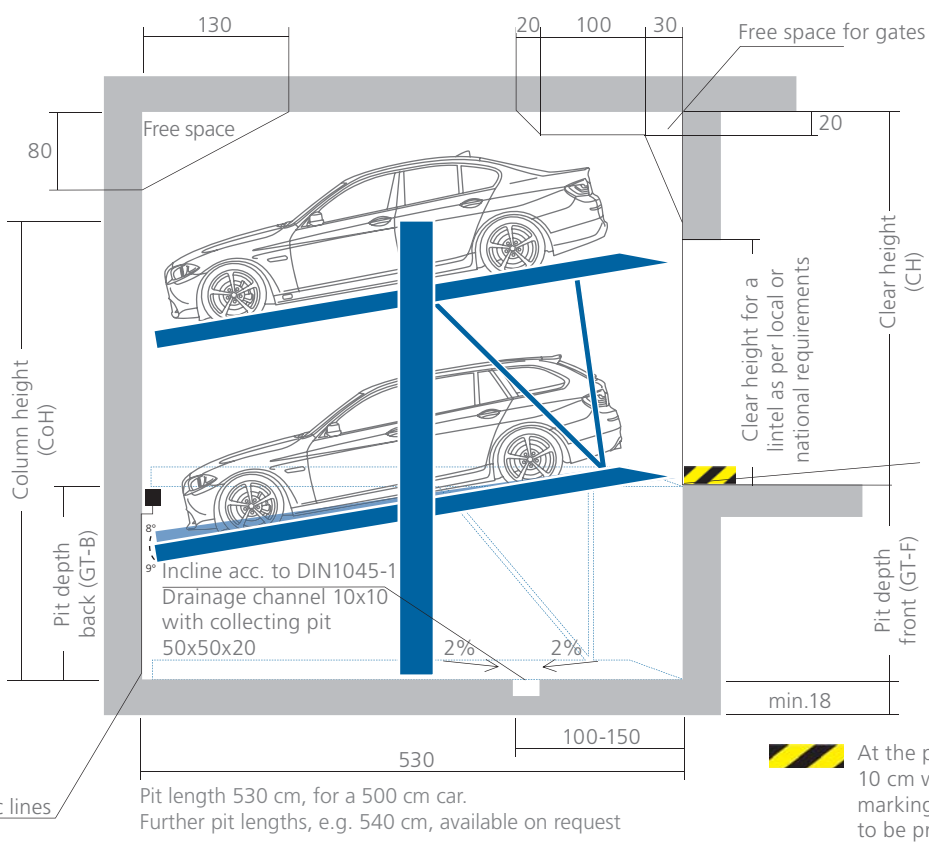 130
20
100
30
Free space for gates
Free space
80
20
Column height
(CoH)
Clear height for a
lintel as per local or
national requirements
Clear height
(CH)
8°
9°
Pit depth
back (GT-B)
Incline acc. to DIN1045-1
Drainage channel 10x10
with collecting pit
50x50x20
2%
2%
Pit depth
front (GT-F)
min.18
100-150
530
Pit length 530 cm, for a 500 cm car.
Further pit lengths, e.g. 540 cm, available on request
lines
At the
10 cm
marking
to be